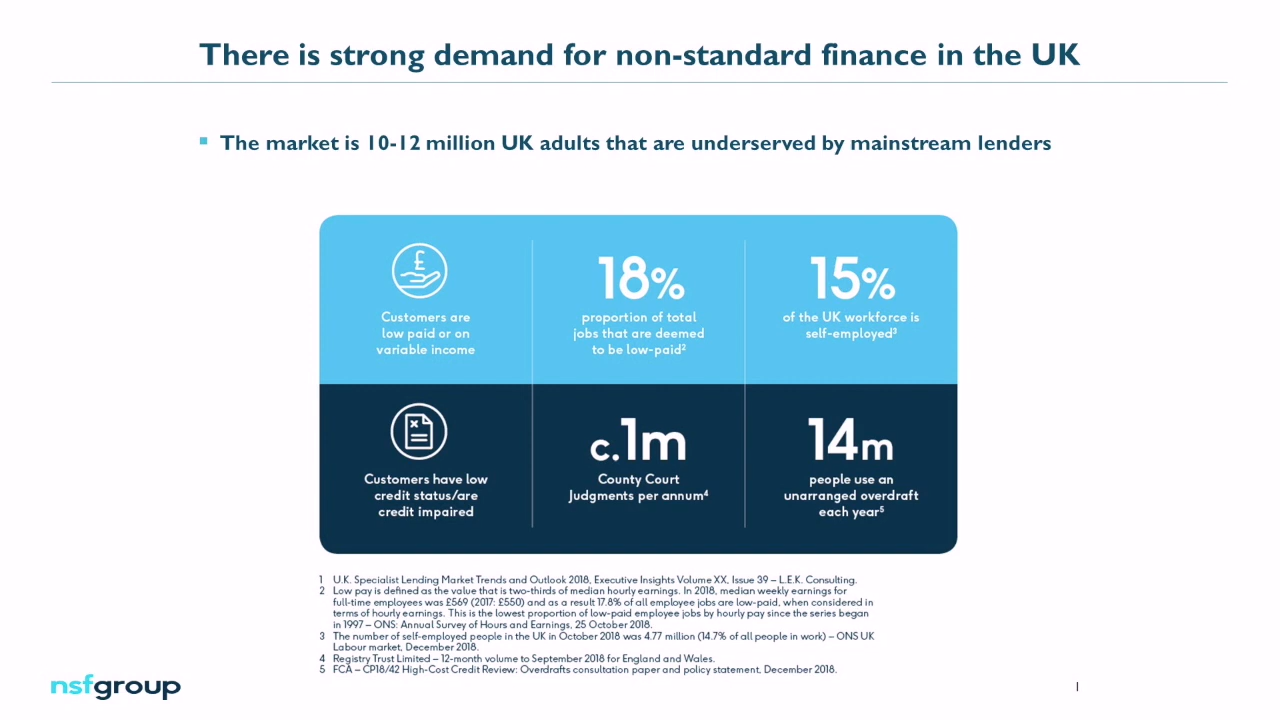 There is strong demand for non-standard finance in the UK
▪ The market is 10-12 million UK adults that are underserved by mainstream lenders
£
Customers are
low paid or on
variable income
18%
proportion of total
jobs that are deemed
to be low-paid²
15%
of the UK workforce is
self-employed³
Customers have low
credit status/are
credit impaired
c.1m
County Court
Judgments per annum⁴
14m
people use an
unarranged overdraft
each year⁵
1 U.K. Specialist Lending Market Trends and Outlook 2018, Executive Insights Volume XX, Issue 39 – L.E.K. Consulting.
2 Low pay is defined as the value that is two-thirds of median hourly earnings. In 2018, median weekly earnings for
full-time employees was £569 (2017: £550) and as a result 17.8% of all employee jobs are low-paid, when considered in
terms of hourly earnings. This is the lowest proportion of low-paid employee jobs by hourly pay since the series began
in 1997 – ONS: Annual Survey of Hours and Earnings, 25 October 2018.
3 The number of self-employed people in the UK in October 2018 was 4.77 million (14.7% of all people in work) – ONS UK
Labour market, December 2018.
4 Registry Trust Limited – 12-month volume to September 2018 for England and Wales.
5 FCA – CP18/42 High-Cost Credit Review: Overdrafts consultation paper and policy statement, December 2018.
nsfgroup
1